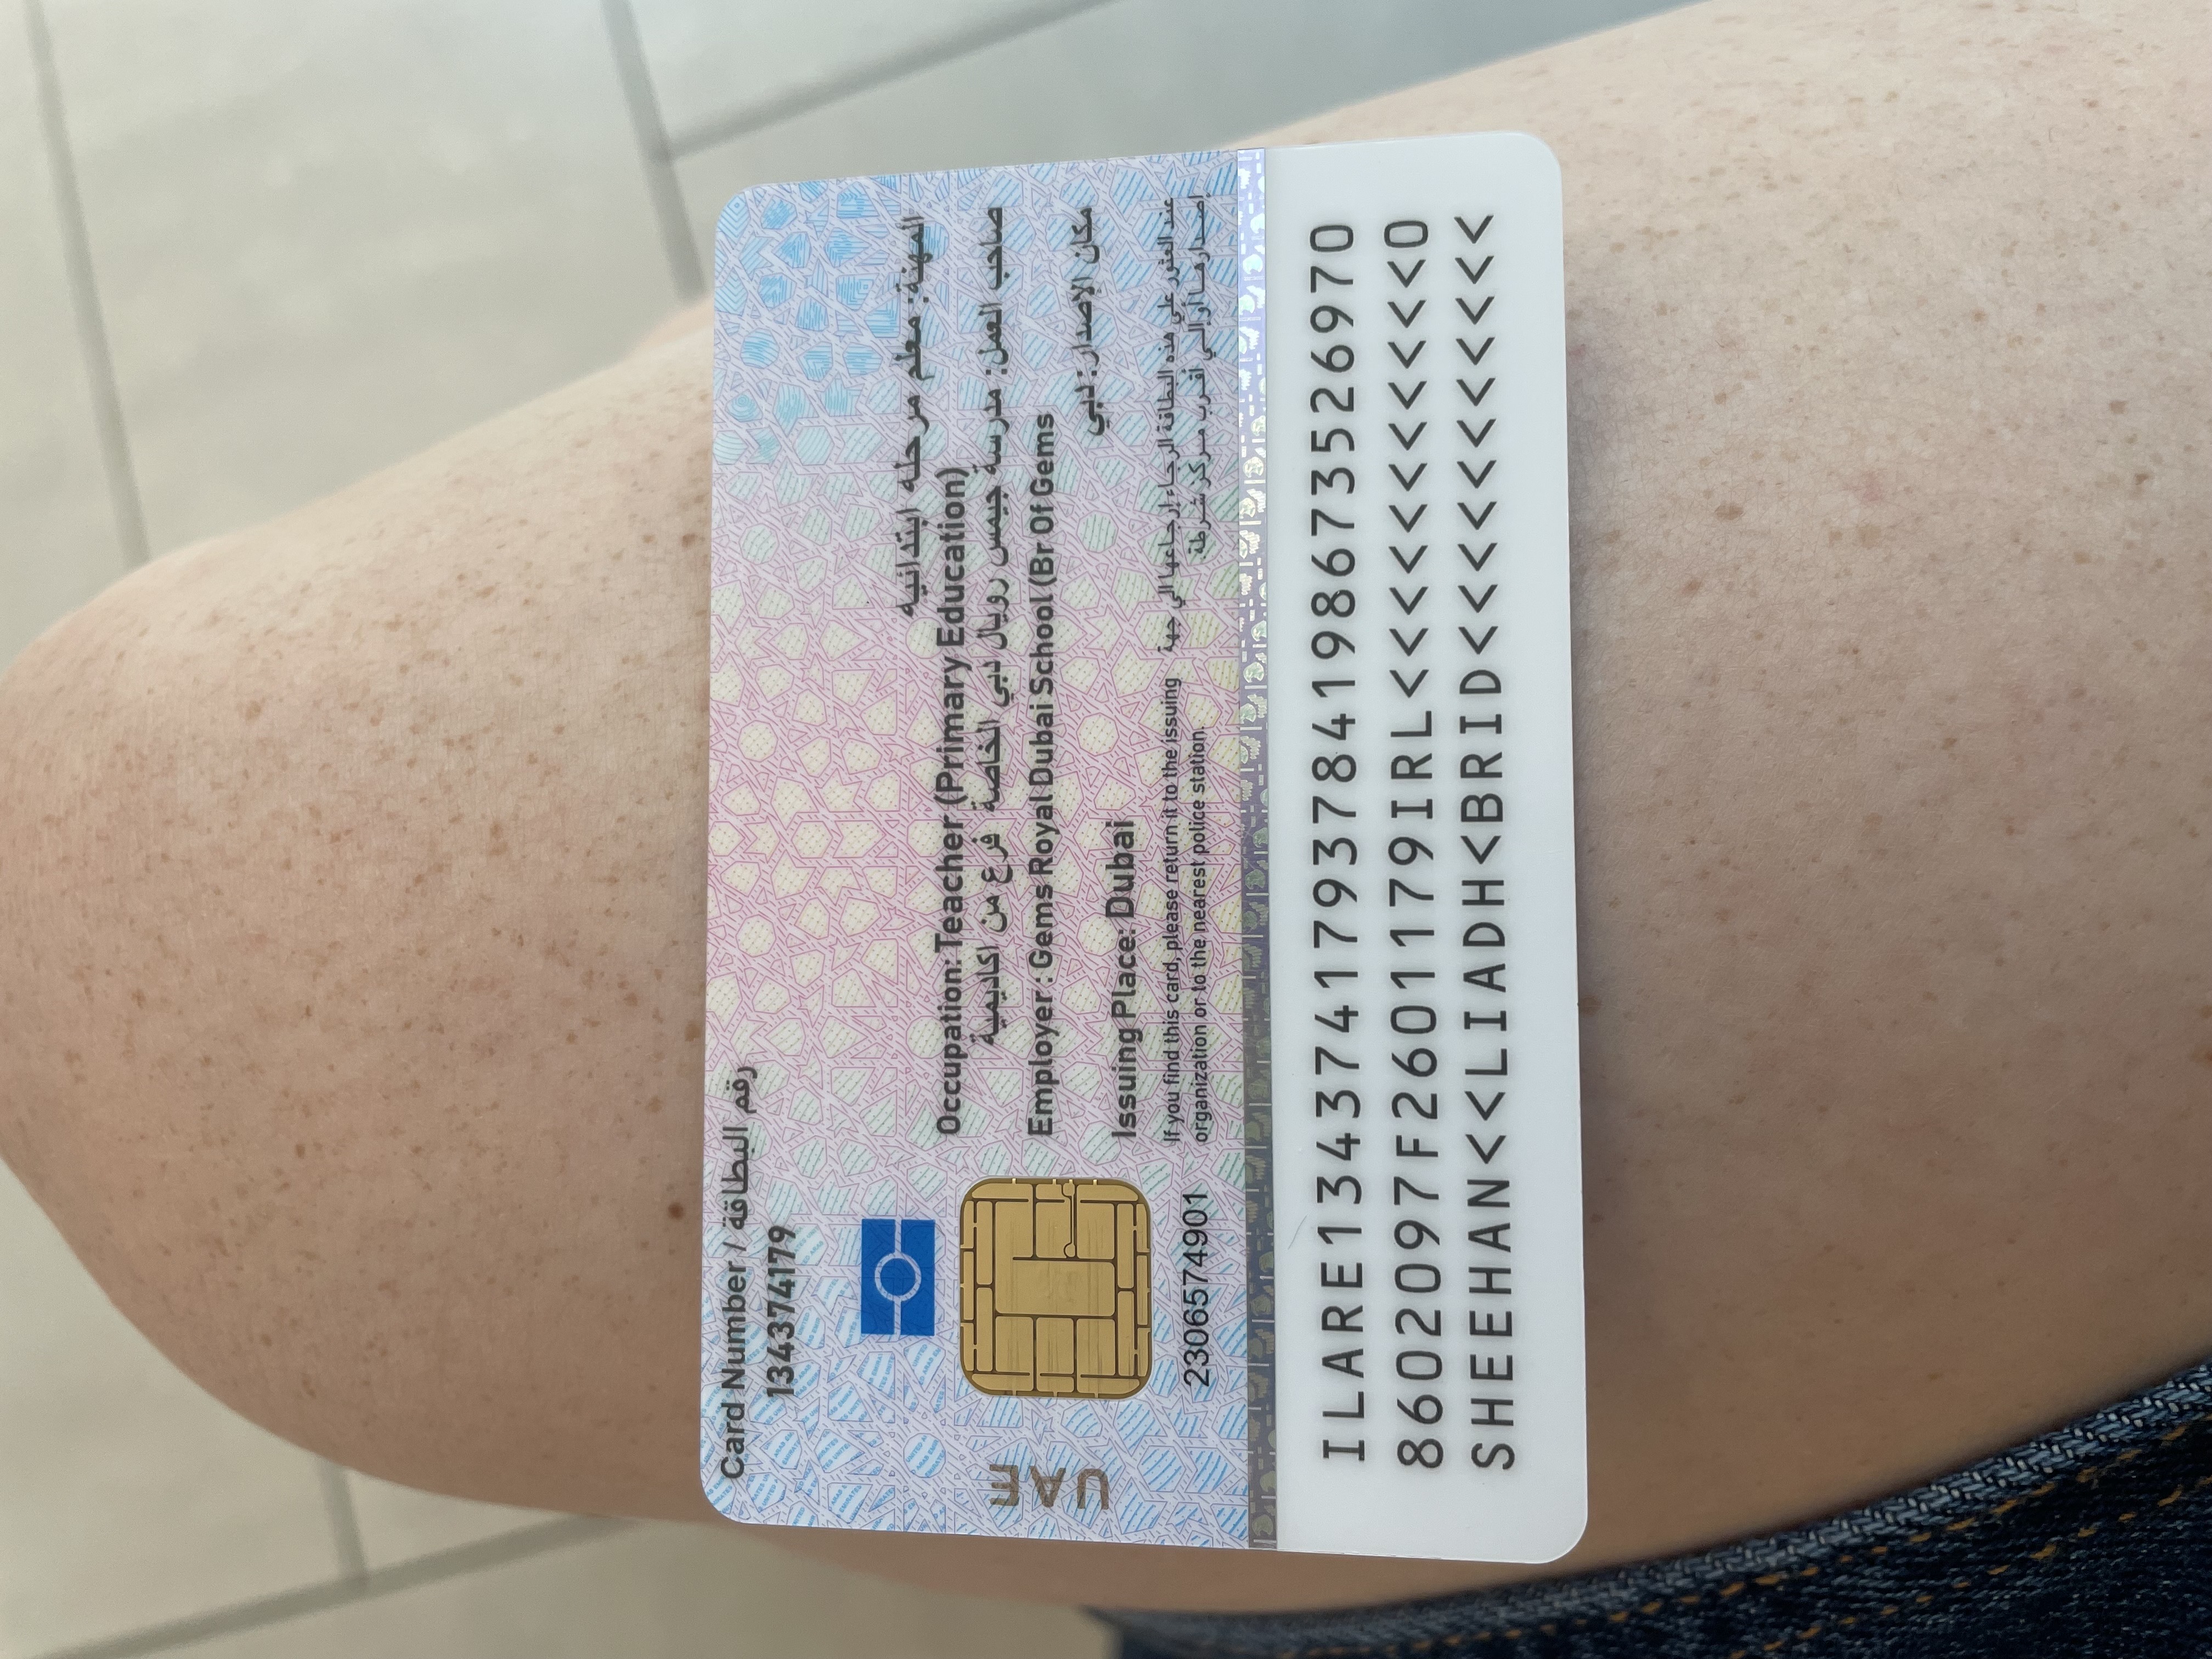 Card Number / رقم البطاقة
134374179
المهنة: معلم مرحله ابتدائيه
Occupation: Teacher (Primary Education)
صاحب العمل: مدرسة جيمس رويال دبي الخاصة فرع من اكاديمية
Employer : Gems Royal Dubai School (Br Of Gems
مكان الإصدار: دبي
Issuing Place: Dubai
UAE
2306574901
If you find this card, please return it to the issuing
organization or to the nearest police station.
عند العثور علي هذه البطاقة الرجاء إرجاعها الي جهة
إصدارها أو إلي أقرب مركز شرطة.
ILARE1343741793784198673526970
8602097F2601179IRL<<<<<<<<<<<0
SHEEHAN<<LIADH<BRID<<<<<<<<<<<